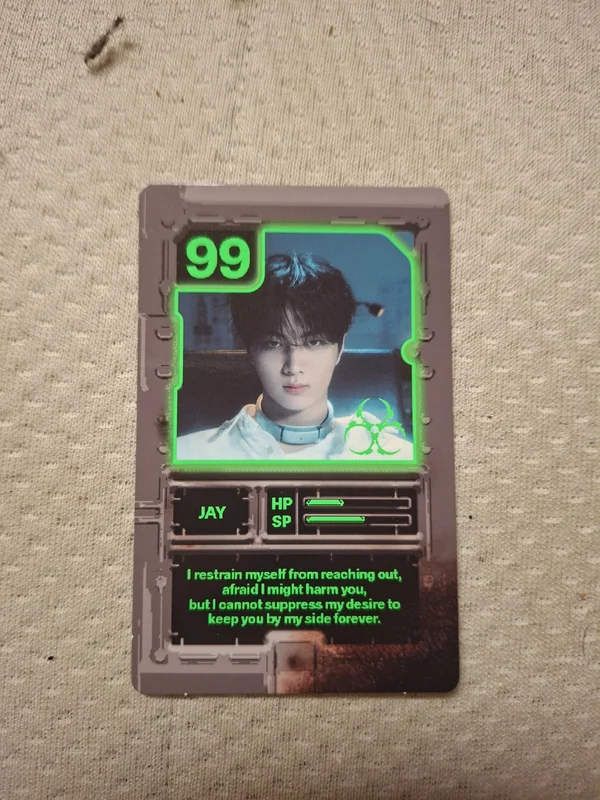 99
JAY
HP
SP
I restrain myself from reaching out,
afraid I might harm you,
but I cannot suppress my desire to
keep you by my side forever.